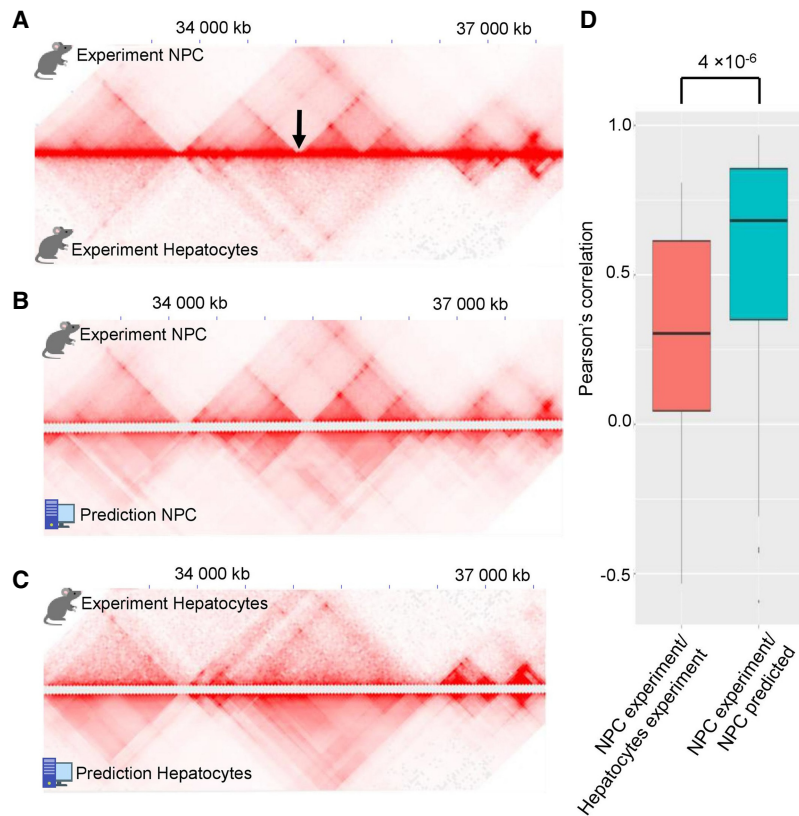 A
34 000 kb
37 000 kb
Experiment NPC
Experiment Hepatocytes
B
34 000 kb
37 000 kb
Experiment NPC
Prediction NPC
C
34 000 kb
37 000 kb
Experiment Hepatocytes
Prediction Hepatocytes
D
4 ×10⁻⁶
Pearson's correlation
1.0
0.5
0.0
-0.5
NPC experiment/
Hepatocytes experiment
NPC experiment/
NPC predicted